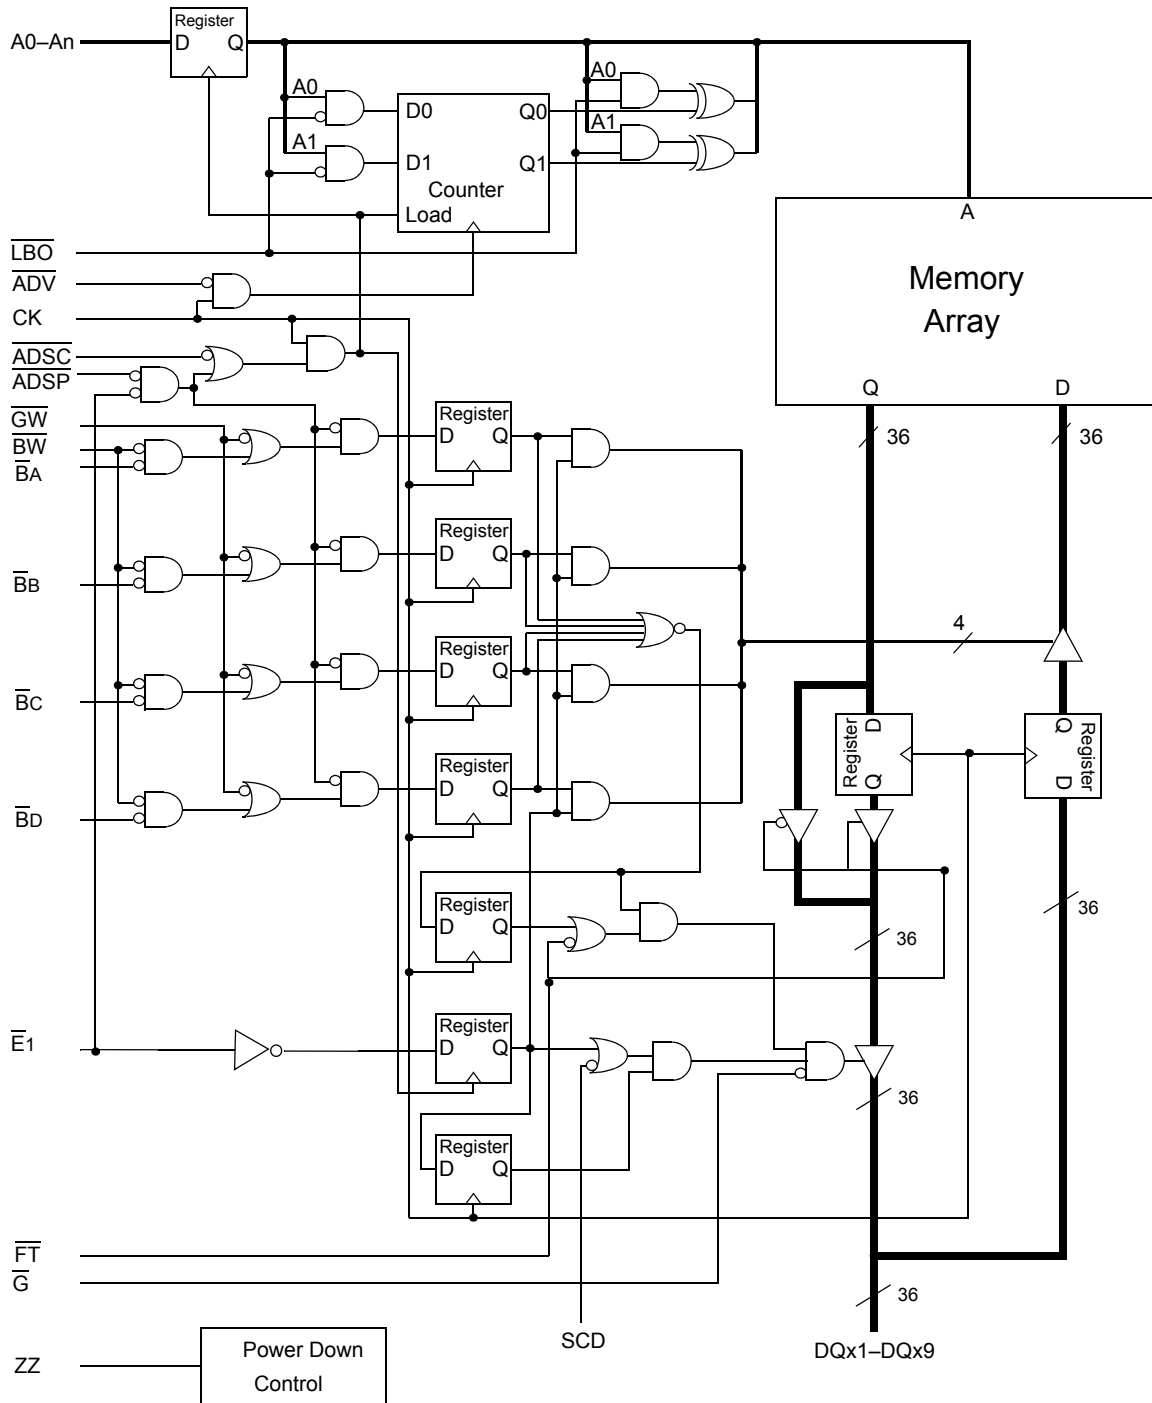 Register
A0–An
D Q
A0
A0
D0 Q0
A1
A1
D1 Q1
Counter
Load
A
LBO
ADV
Memory
CK
Array
ADSC
ADSP
Q D
GW
Register
BW
D Q
36 36
BA
Register
D Q
BB
4
Register
D Q
BC
Register D Q
Q D Register
Register
D Q
BD
Register
D Q
36
36
Register
E1
D Q
36
Register
D Q
FT
G
36
SCD
DQx1–DQx9
Power Down
ZZ
Control